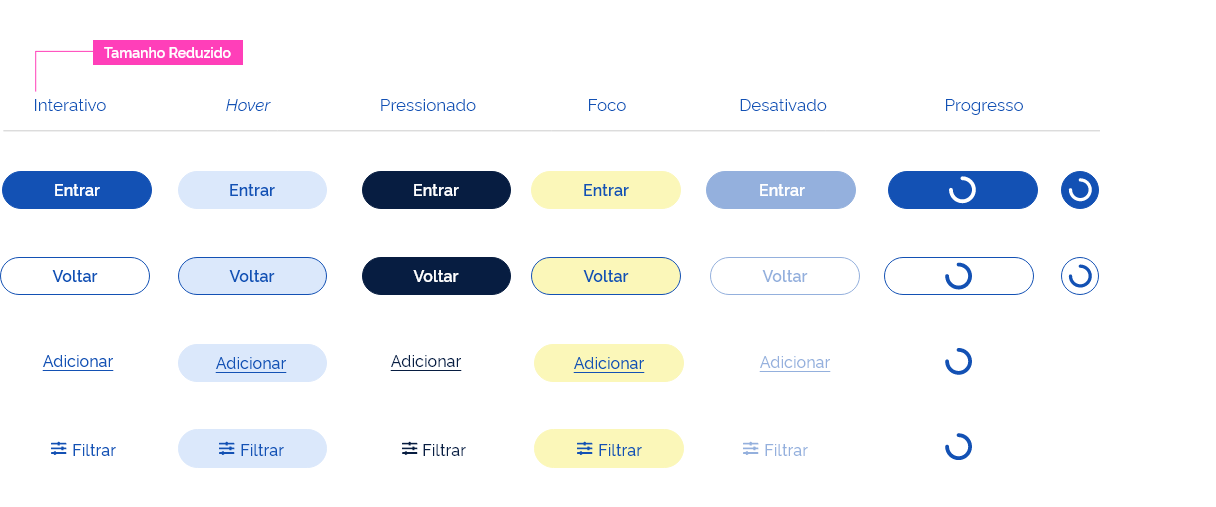 Tamanho Reduzido
Interativo Hover Pressionado Foco Desativado Progresso
Entrar Entrar Entrar Entrar Entrar
Voltar Voltar Voltar Voltar Voltar
Adicionar Adicionar Adicionar Adicionar Adicionar
Filtrar Filtrar Filtrar Filtrar Filtrar